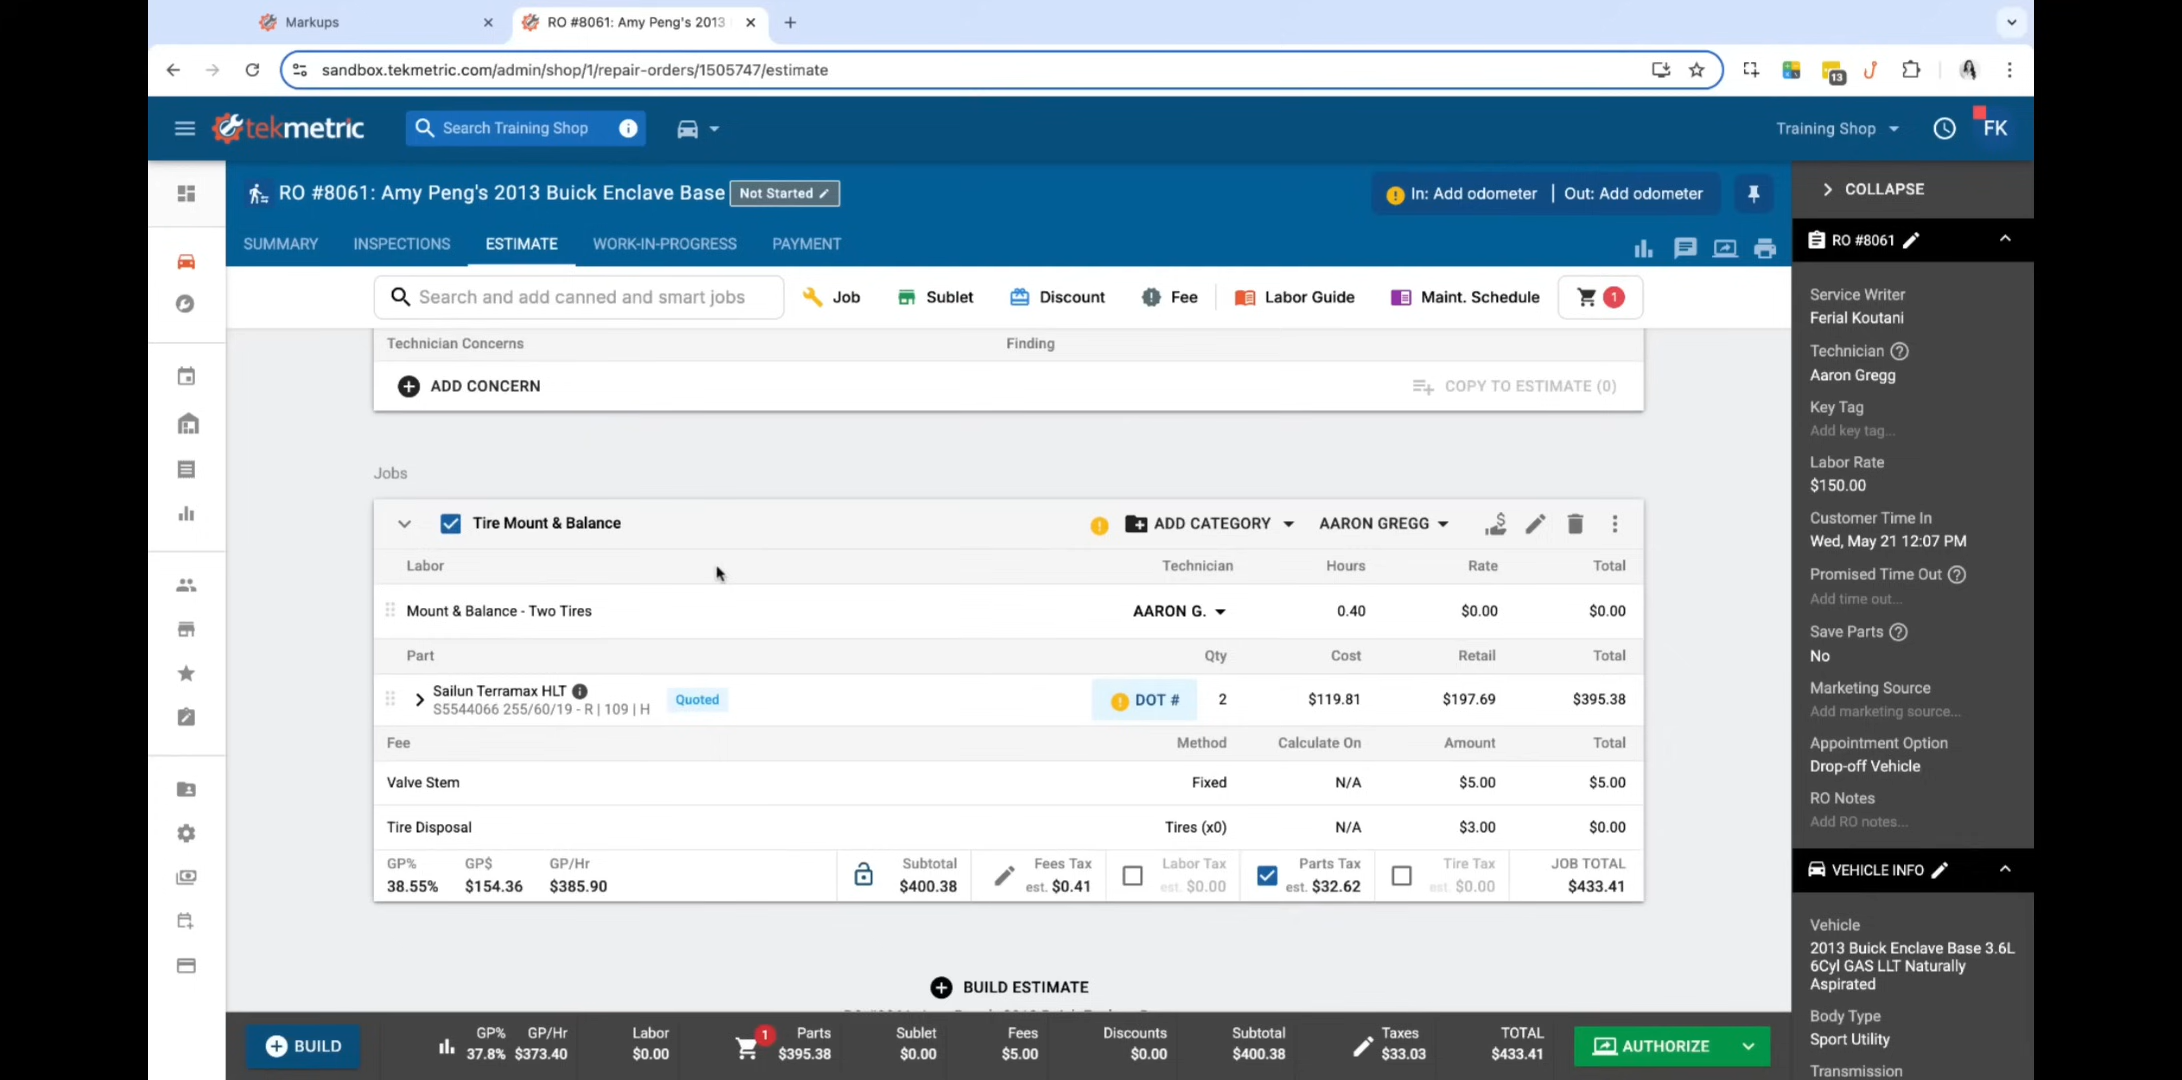 Markups
RO #8061: Amy Peng's 2013
sandbox.tekmetric.com/admin/shop/1/repair-orders/1505747/estimate
13
tekmetric
Search Training Shop
Training Shop
FK
RO #8061: Amy Peng's 2013 Buick Enclave Base
Not Started
In: Add odometer | Out: Add odometer
COLLAPSE
SUMMARY
INSPECTIONS
ESTIMATE
WORK-IN-PROGRESS
PAYMENT
RO #8061
Search and add canned and smart jobs
Job
Sublet
Discount
Fee
Labor Guide
Maint. Schedule
1
Technician Concerns
Finding
ADD CONCERN
COPY TO ESTIMATE (0)
Jobs
Tire Mount & Balance
ADD CATEGORY
AARON GREGG
Labor Technician Hours Rate Total
Mount & Balance - Two Tires AARON G. 0.40 $0.00 $0.00
Part Qty Cost Retail Total
Sailun Terramax HLT
S5544066 255/60/19 - R | 109 | H
Quoted
DOT # 2 $119.81 $197.69 $395.38
Fee Method Calculate On Amount Total
Valve Stem Fixed N/A $5.00 $5.00
Tire Disposal Tires (x0) N/A $3.00 $0.00
GP% GP$ GP/Hr Subtotal Fees Tax Labor Tax Parts Tax Tire Tax JOB TOTAL
38.55% $154.36 $385.90 $400.38 est. $0.41 est. $0.00 est. $32.62 est. $0.00 $433.41
BUILD ESTIMATE
BUILD
GP% GP/Hr Labor 1 Parts Sublet Fees Discounts Subtotal Taxes TOTAL
37.8% $373.40 $0.00 $395.38 $0.00 $5.00 $0.00 $400.38 $33.03 $433.41
AUTHORIZE
Service Writer
Ferial Koutani
Technician
Aaron Gregg
Key Tag
Add key tag...
Labor Rate
$150.00
Customer Time In
Wed, May 21 12:07 PM
Promised Time Out
Add time out...
Save Parts
No
Marketing Source
Add marketing source...
Appointment Option
Drop-off Vehicle
RO Notes
Add RO notes...
VEHICLE INFO
Vehicle
2013 Buick Enclave Base 3.6L
6Cyl GAS LLT Naturally
Aspirated
Body Type
Sport Utility
Transmission